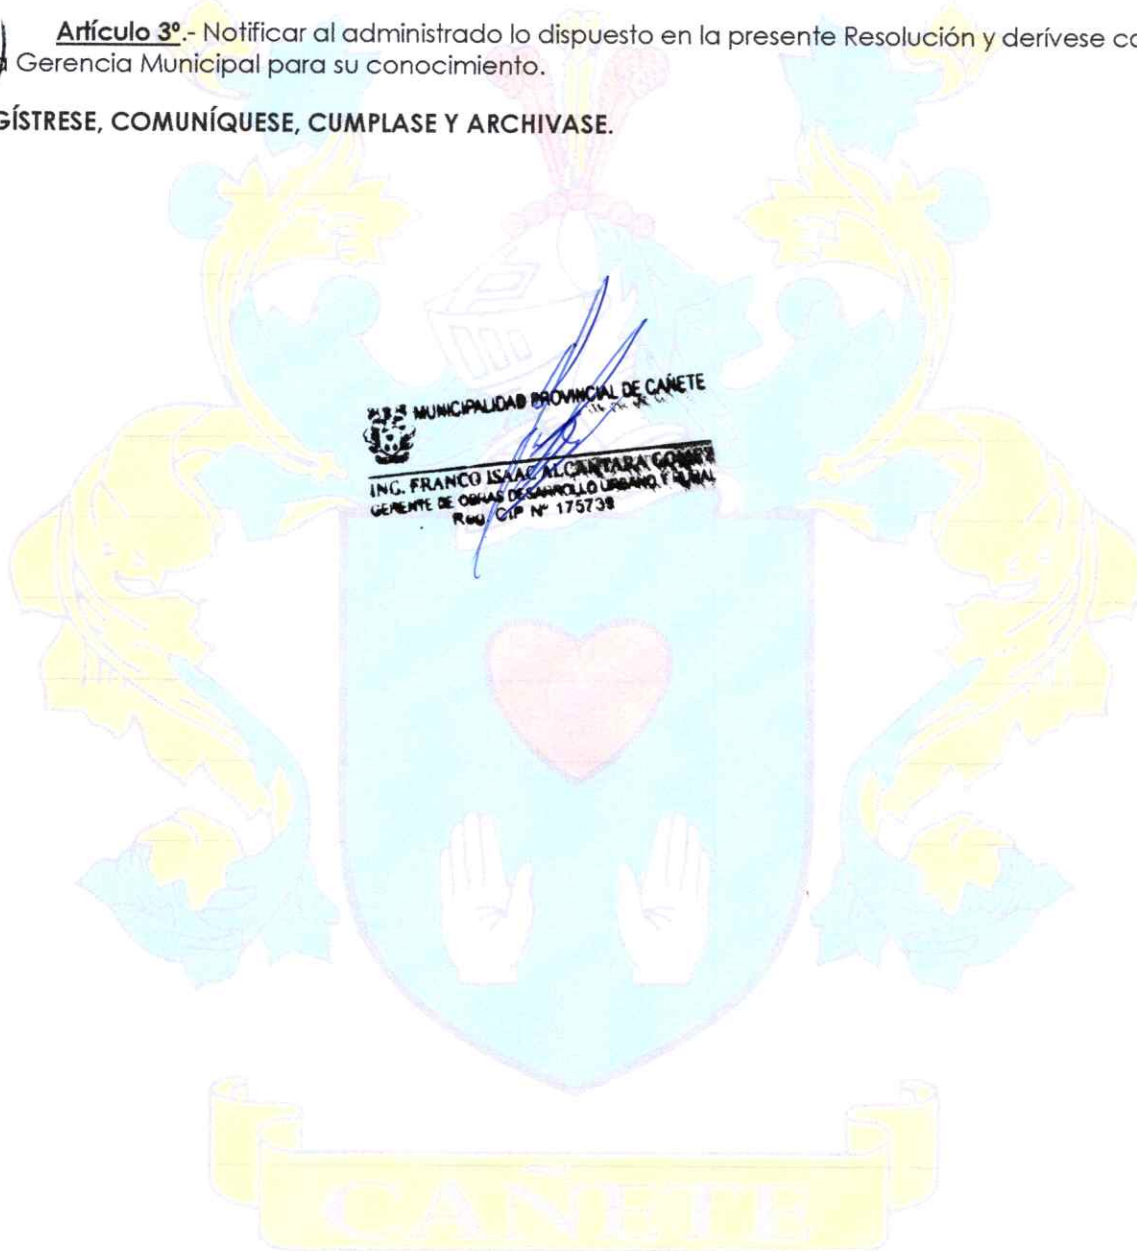 Artículo 3º.- Notificar al administrado lo dispuesto en la presente Resolución y derívese co
Gerencia Municipal para su conocimiento.
GÍSTRESE, COMUNÍQUESE, CUMPLASE Y ARCHIVASE.
MUNICIPALIDAD PROVINCIAL DE CAÑETE
ING. FRANCO ISAAC ALCANTARA GOMEZ
GERENTE DE OBRAS DESARROLLO URBANO Y RURAL
Reg. CIP Nº 175738
CAÑETE